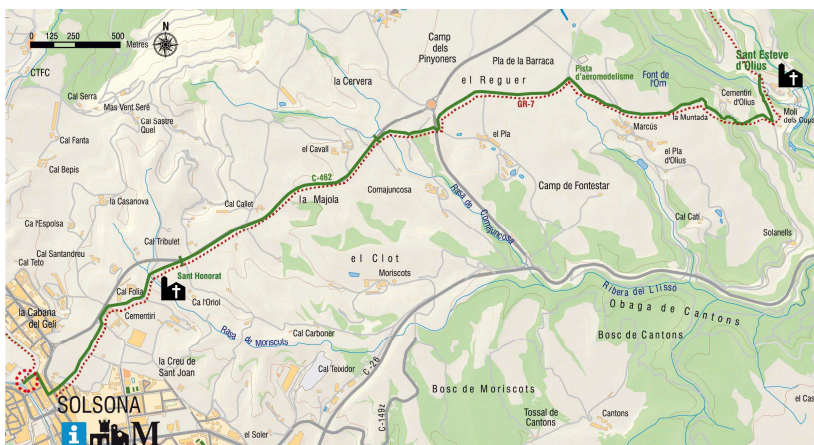 N
0 125 250 500
Metres
CTFC
Cal Serra
Mas Vent Serè
Cal Sastre
Quel
Cal Fanta
Cal Bepis
la Casanova
Ca l'Espolsa
Cal Santandreu
Cal Teto
Cal Tribulet
Cal Callet
la Cabana
del Geli
Cal Folia
Sant Honorat
Ca l'Oriol
Cementiri
la Creu de
Sant Joan
SOLSONA
i
M
el Soler
Rasa de Moriscots
Cal Carboner
Cal Teixidor
C-26
C-149z
el Clot
Moriscots
la Cervera
el Cavall
C-462
la Majola
Comajuncosa
Camp
dels
Pinyoners
Pla de la Barraca
el Reguer
GR-7
Pista
d'aeromodelisme
Font de
l'Om
Sant Esteve
d'Olius
Cementiri
d'Olius
Molí
dels Cups
Marcús
la Muntada
el Pla
el Pla
d'Olius
Camp de Fontestar
Cal Catí
Solanells
Rasa de Comajuncosa
Ribera del Llissó
Obaga de Cantons
Bosc de Cantons
Bosc de Moriscots
Tossal de
Cantons
Cantons